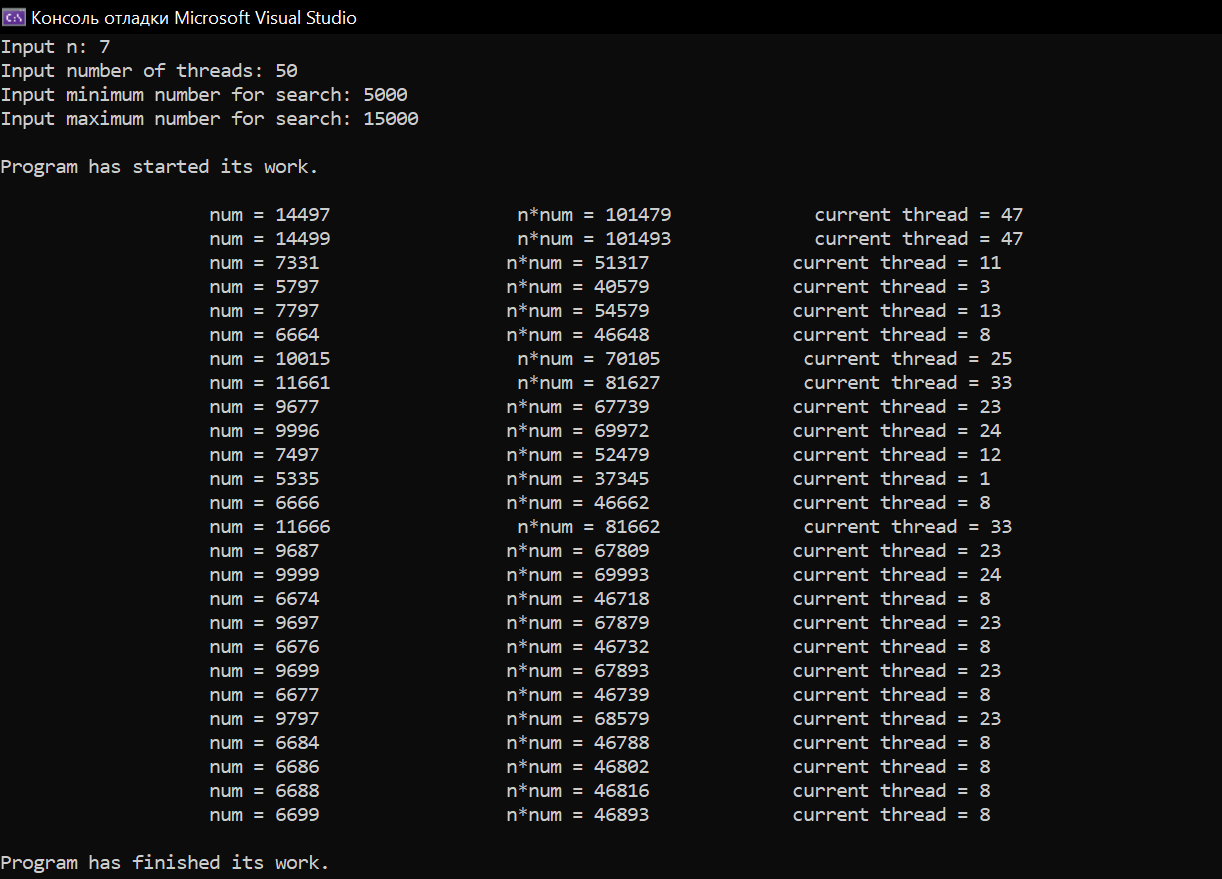 Консоль отладки Microsoft Visual Studio
Input n: 7
Input number of threads: 50
Input minimum number for search: 5000
Input maximum number for search: 15000
Program has started its work.
num = 14497 n*num = 101479 current thread = 47
num = 14499 n*num = 101493 current thread = 47
num = 7331 n*num = 51317 current thread = 11
num = 5797 n*num = 40579 current thread = 3
num = 7797 n*num = 54579 current thread = 13
num = 6664 n*num = 46648 current thread = 8
num = 10015 n*num = 70105 current thread = 25
num = 11661 n*num = 81627 current thread = 33
num = 9677 n*num = 67739 current thread = 23
num = 9996 n*num = 69972 current thread = 24
num = 7497 n*num = 52479 current thread = 12
num = 5335 n*num = 37345 current thread = 1
num = 6666 n*num = 46662 current thread = 8
num = 11666 n*num = 81662 current thread = 33
num = 9687 n*num = 67809 current thread = 23
num = 9999 n*num = 69993 current thread = 24
num = 6674 n*num = 46718 current thread = 8
num = 9697 n*num = 67879 current thread = 23
num = 6676 n*num = 46732 current thread = 8
num = 9699 n*num = 67893 current thread = 23
num = 6677 n*num = 46739 current thread = 8
num = 9797 n*num = 68579 current thread = 23
num = 6684 n*num = 46788 current thread = 8
num = 6686 n*num = 46802 current thread = 8
num = 6688 n*num = 46816 current thread = 8
num = 6699 n*num = 46893 current thread = 8
Program has finished its work.